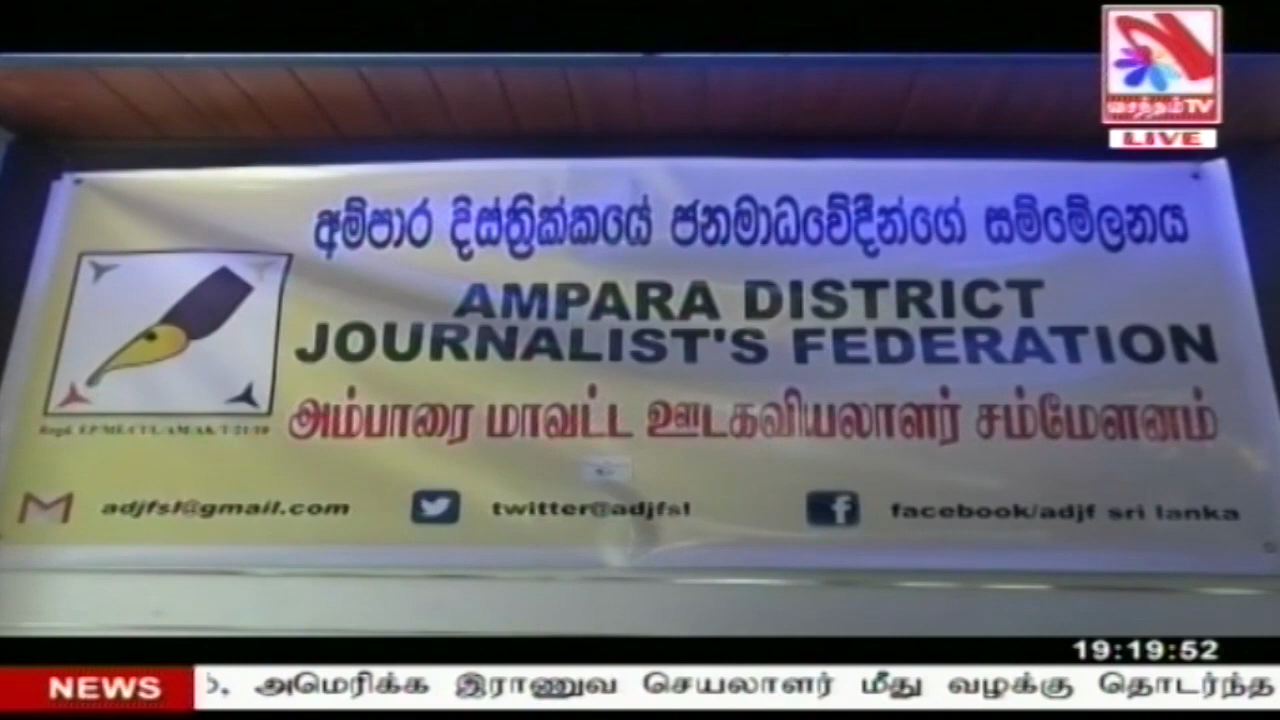 வசந்தம்TV
LIVE
අම්පාර දිස්ත්‍රික්කයේ ජනමාධවේදීන්ගේ සම්මේලනය
AMPARA DISTRICT
JOURNALIST'S FEDERATION
அம்பாரை மாவட்ட ஊடகவியலாளர் சம்மேளனம்
adjfsl@gmail.com
twitter@adjfsl
facebook/adjf sri lanka
19:19:52
NEWS
அமெரிக்க இராணுவ செயலாளர் மீது வழக்கு தொடர்ந்த